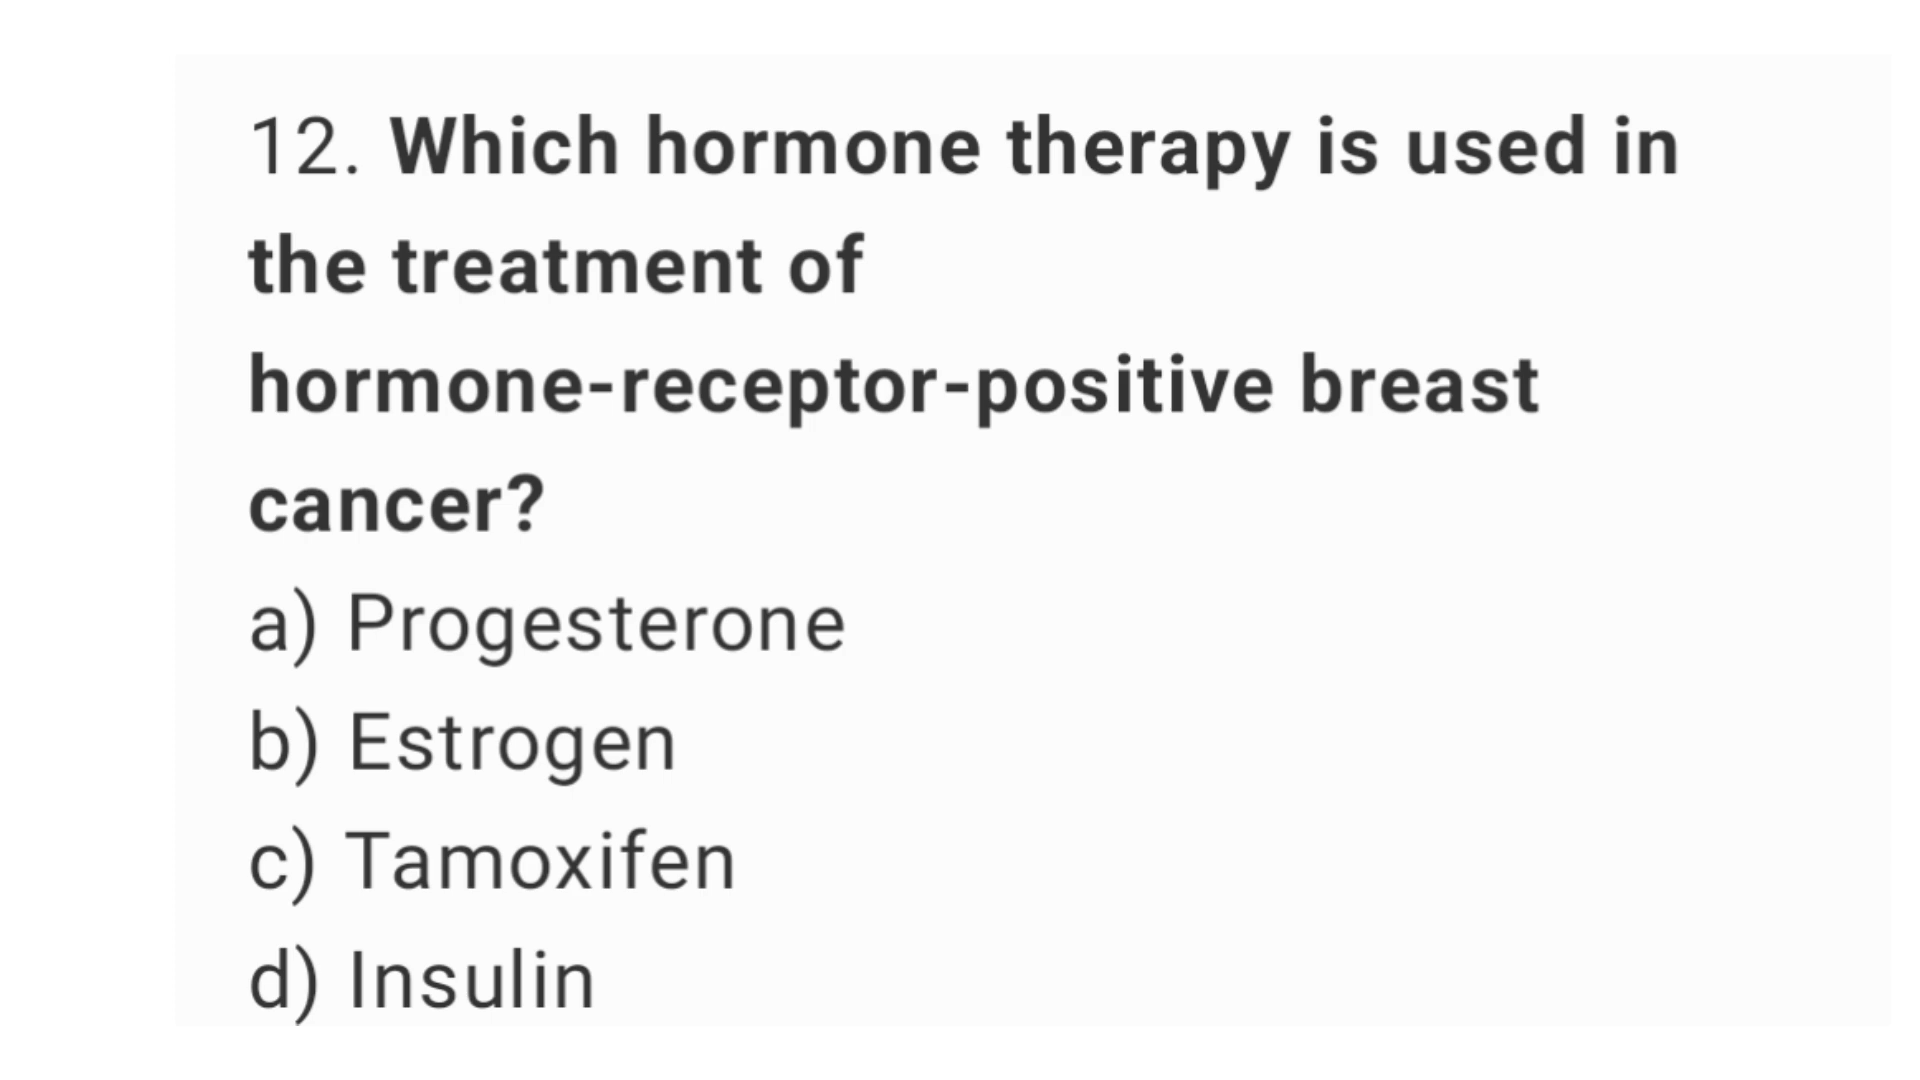 12. Which hormone therapy is used in
the treatment of
hormone-receptor-positive breast
cancer?
a) Progesterone
b) Estrogen
c) Tamoxifen
d) Insulin